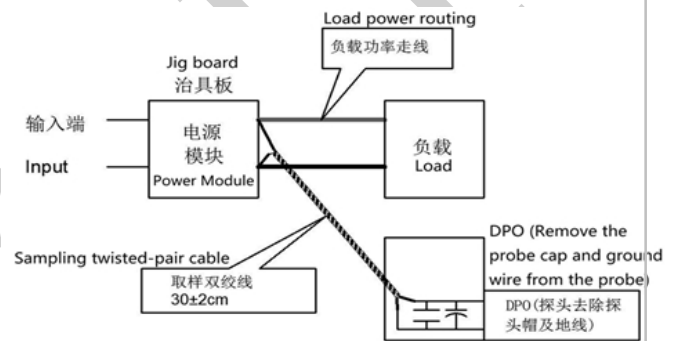 Load power routing
负载功率走线
Jig board
治具板
输入端
Input
电源
模块
Power Module
负载
Load
Sampling twisted-pair cable
取样双绞线
30±2cm
DPO (Remove the
probe cap and ground
wire from the probe)
DPO(探头去除探
头帽及地线)